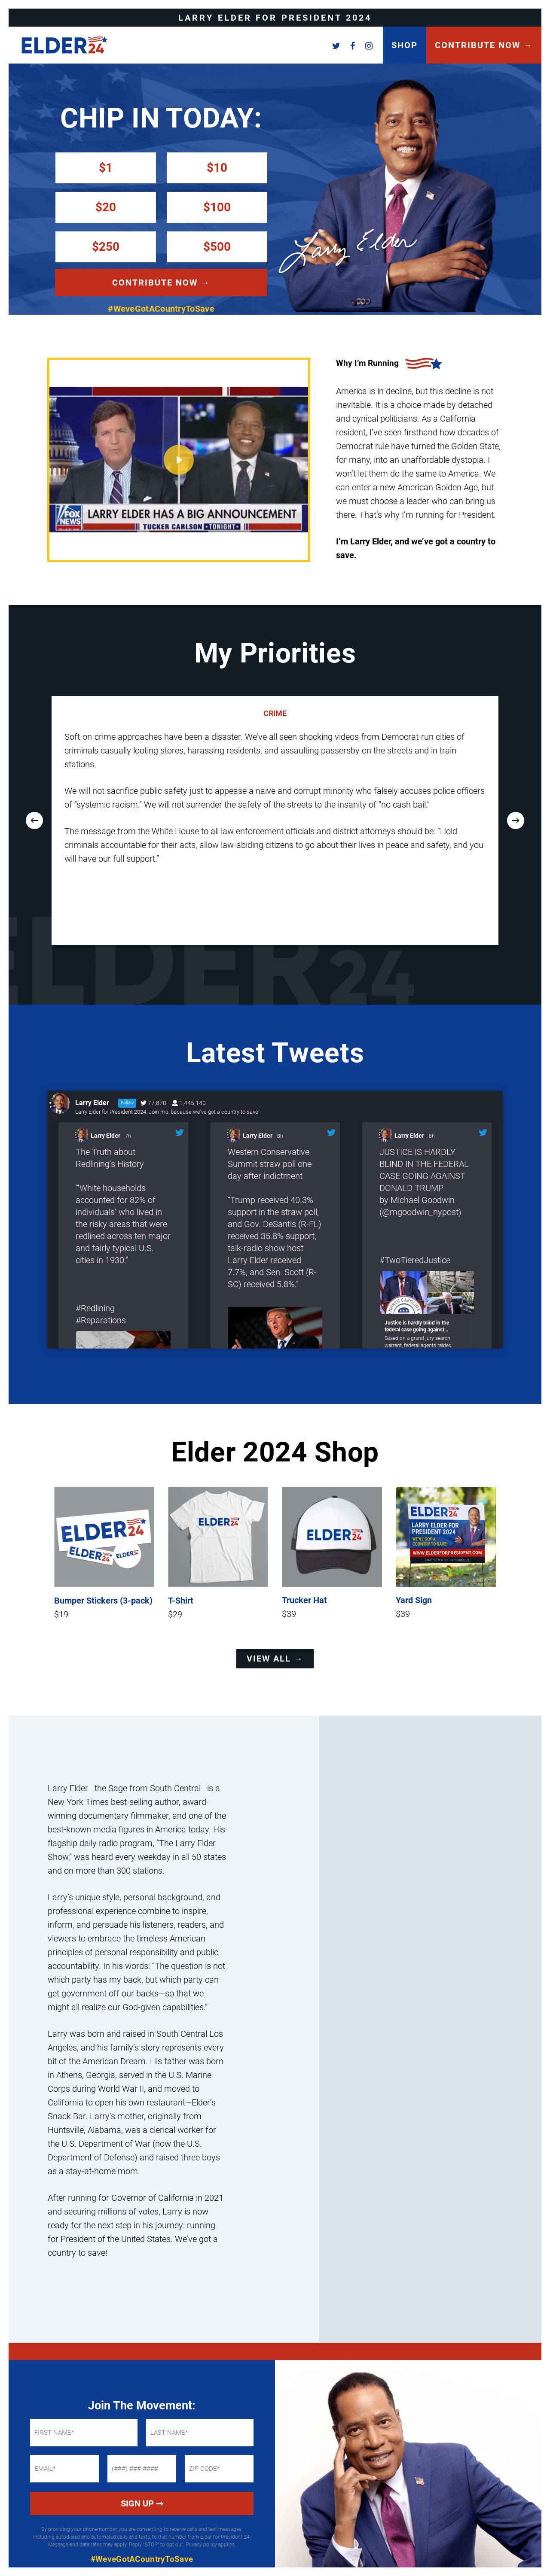 LARRY ELDER FOR PRESIDENT 2024
ELDER24
SHOP
CONTRIBUTE NOW →
CHIP IN TODAY:
$1
$10
$20
$100
$250
$500
CONTRIBUTE NOW →
#WeveGotACountryToSave
Larry Elder
FOX NEWS
LARRY ELDER HAS A BIG ANNOUNCEMENT
TUCKER CARLSON TONIGHT
Why I'm Running
America is in decline, but this decline is not
inevitable. It is a choice made by detached
and cynical politicians. As a California
resident, I've seen firsthand how decades of
Democrat rule have turned the Golden State,
for many, into an unaffordable dystopia. I
won't let them do the same to America. We
can enter a new American Golden Age, but
we must choose a leader who can bring us
there. That's why I'm running for President.
I'm Larry Elder, and we've got a country to
save.
My Priorities
CRIME
Soft-on-crime approaches have been a disaster. We've all seen shocking videos from Democrat-run cities of
criminals casually looting stores, harassing residents, and assaulting passersby on the streets and in train
stations.
We will not sacrifice public safety just to appease a naive and corrupt minority who falsely accuses police officers
of "systemic racism." We will not surrender the safety of the streets to the insanity of "no cash bail."
The message from the White House to all law enforcement officials and district attorneys should be: "Hold
criminals accountable for their acts, allow law-abiding citizens to go about their lives in peace and safety, and you
will have our full support."
ELDER24
Latest Tweets
Larry Elder
Follow
77,870
1,445,140
Larry Elder for President 2024. Join me, because we've got a country to save!
Larry Elder 7h
The Truth about
Redlining's History
"'White households
accounted for 82% of
individuals' who lived in
the risky areas that were
redlined across ten major
and fairly typical U.S.
cities in 1930."
#Redlining
#Reparations
Larry Elder 8h
Western Conservative
Summit straw poll one
day after indictment
"Trump received 40.3%
support in the straw poll,
and Gov. DeSantis (R-FL)
received 35.8% support,
talk-radio show host
Larry Elder received
7.7%, and Sen. Scott (R-
SC) received 5.8%."
Larry Elder 8h
JUSTICE IS HARDLY
BLIND IN THE FEDERAL
CASE GOING AGAINST
DONALD TRUMP
by Michael Goodwin
(@mgoodwin_nypost)
#TwoTieredJustice
Justice is hardly blind in the
federal case going against...
Based on a grand jury search
warrant, federal agents raided
Elder 2024 Shop
ELDER24
ELDER24
ELDER24
ELDER24
ELDER24
ELDER24
LARRY ELDER FOR
PRESIDENT 2024
WE'VE GOT A
COUNTRY TO SAVE!
WWW.ELDERFORPRESIDENT.COM
Bumper Stickers (3-pack)
$19
T-Shirt
$29
Trucker Hat
$39
Yard Sign
$39
VIEW ALL →
Larry Elder—the Sage from South Central—is a
New York Times best-selling author, award-
winning documentary filmmaker, and one of the
best-known media figures in America today. His
flagship daily radio program, "The Larry Elder
Show," was heard every weekday in all 50 states
and on more than 300 stations.
Larry's unique style, personal background, and
professional experience combine to inspire,
inform, and persuade his listeners, readers, and
viewers to embrace the timeless American
principles of personal responsibility and public
accountability. In his words: "The question is not
which party has my back, but which party can
get government off our backs—so that we
might all realize our God-given capabilities."
Larry was born and raised in South Central Los
Angeles, and his family's story represents every
bit of the American Dream. His father was born
in Athens, Georgia, served in the U.S. Marine
Corps during World War II, and moved to
California to open his own restaurant—Elder's
Snack Bar. Larry's mother, originally from
Huntsville, Alabama, was a clerical worker for
the U.S. Department of War (now the U.S.
Department of Defense) and raised three boys
as a stay-at-home mom.
After running for Governor of California in 2021
and securing millions of votes, Larry is now
ready for the next step in his journey: running
for President of the United States. We've got a
country to save!
Join The Movement:
FIRST NAME*
LAST NAME*
EMAIL*
(###) ###-####
ZIP CODE*
SIGN UP →
By providing your phone number, you are consenting to receive calls and text messages,
including autodialed and automated calls and texts, to that number from Elder for President 24.
Message and data rates may apply. Reply "STOP" to opt-out. Privacy policy applies.
#WeveGotACountryToSave